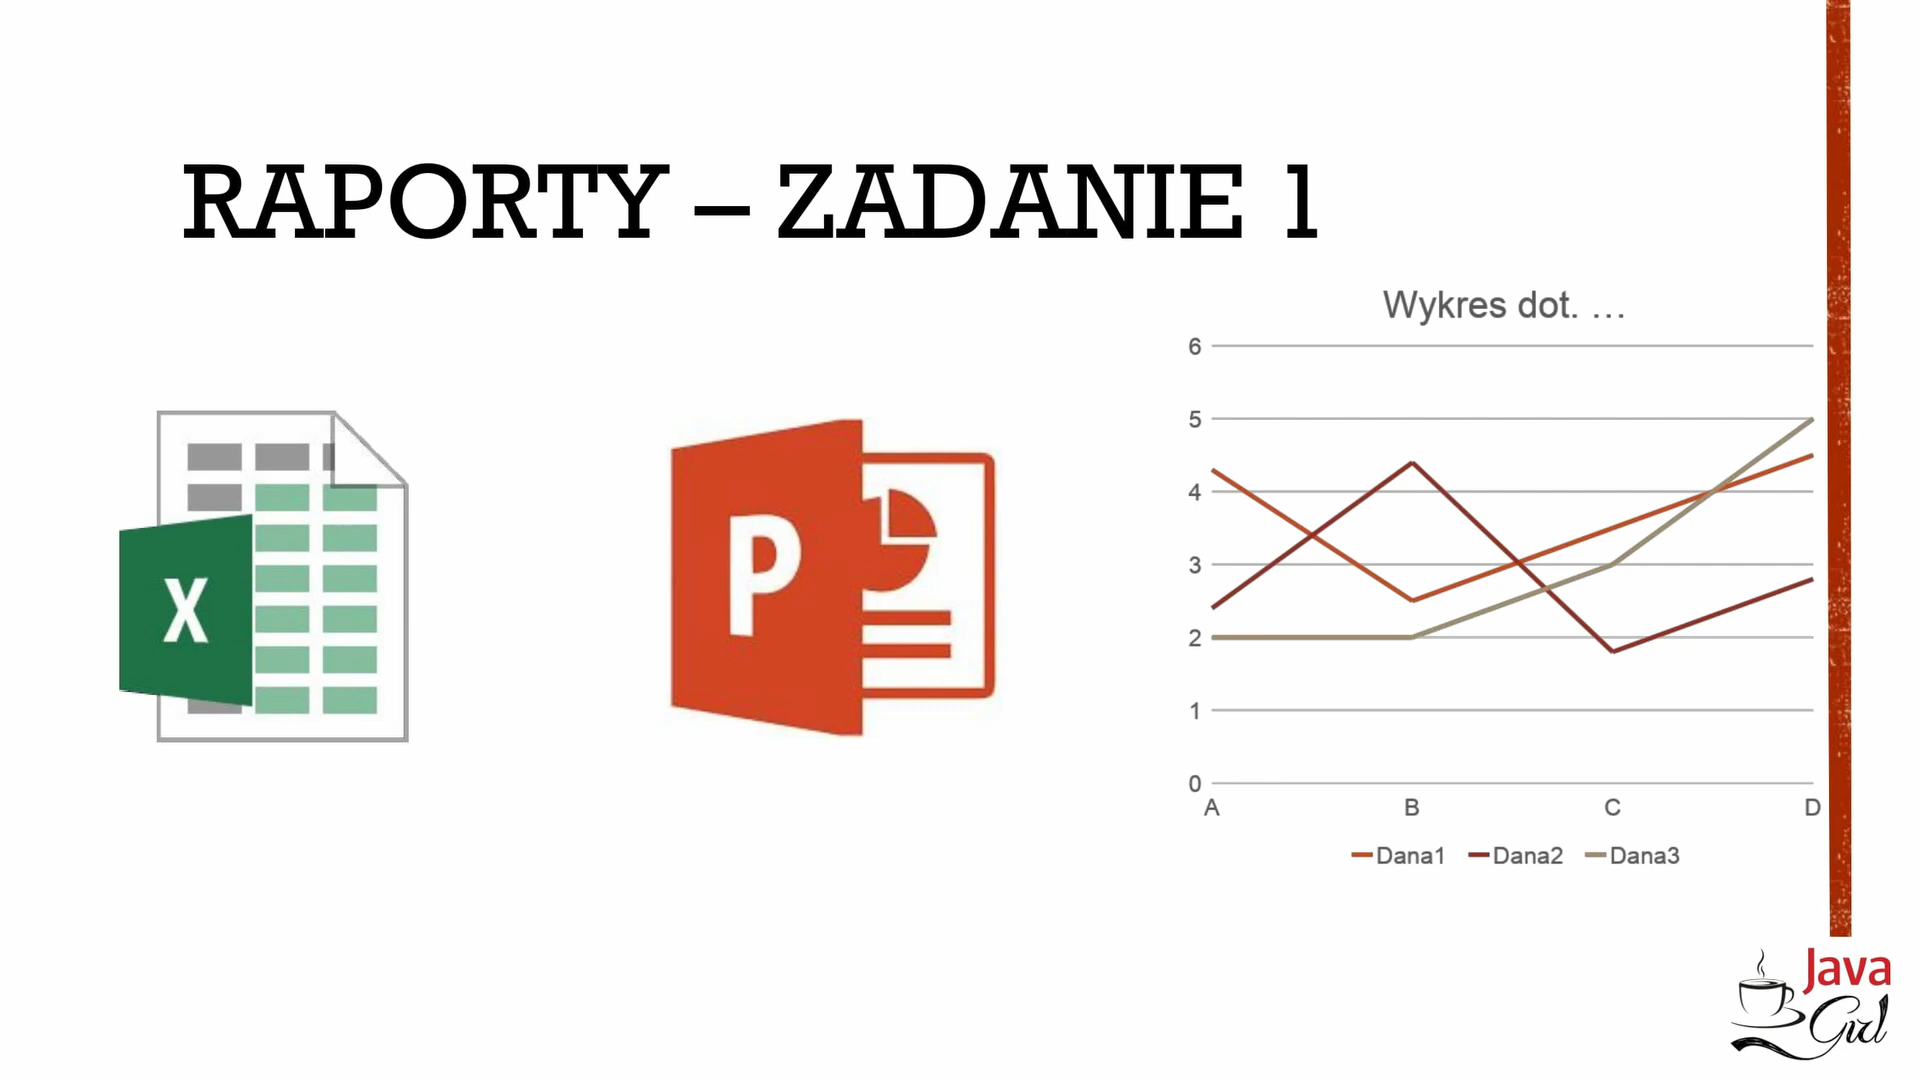 RAPORTY – ZADANIE 1
Wykres dot. …
6
5
4
3
2
1
0
A B C D
Dana1 Dana2 Dana3
X
P
Java
Girl